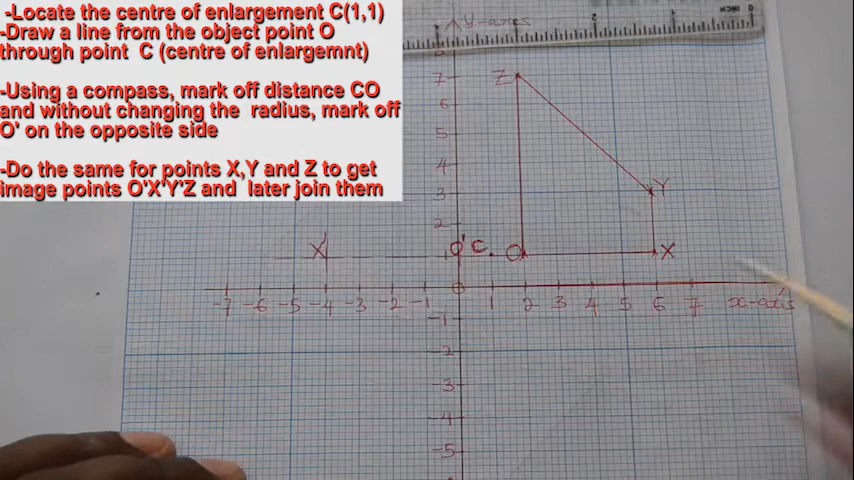 -Locate the centre of enlargement C(1,1)
-Draw a line from the object point O
through point C (centre of enlargemnt)
-Using a compass, mark off distance CO
and without changing the radius, mark off
O' on the opposite side
-Do the same for points X,Y and Z to get
image points O'X'Y'Z and later join them
INCH
2 1 0
Y-axis
7 Z
6
5
4
3 Y
2
X' 1 O' C. O X
-7 -6 -5 -4 -3 -2 -1 0 1 2 3 4 5 6 7 x-axis
-1
-2
-3
-4
-5